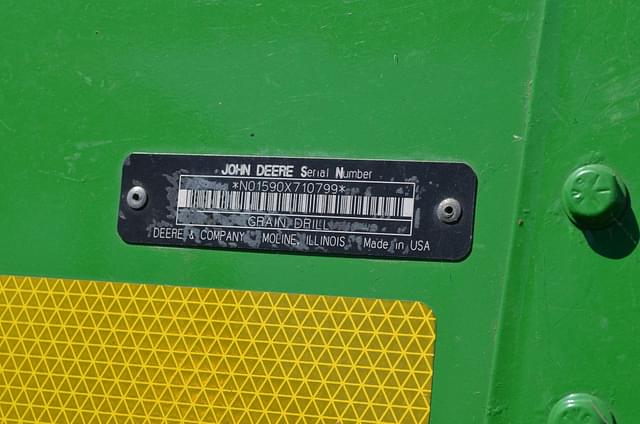 JOHN DEERE Serial Number
*N01590X710799*
GRAIN DRILL
DEERE & COMPANY MOLINE, ILLINOIS Made in USA